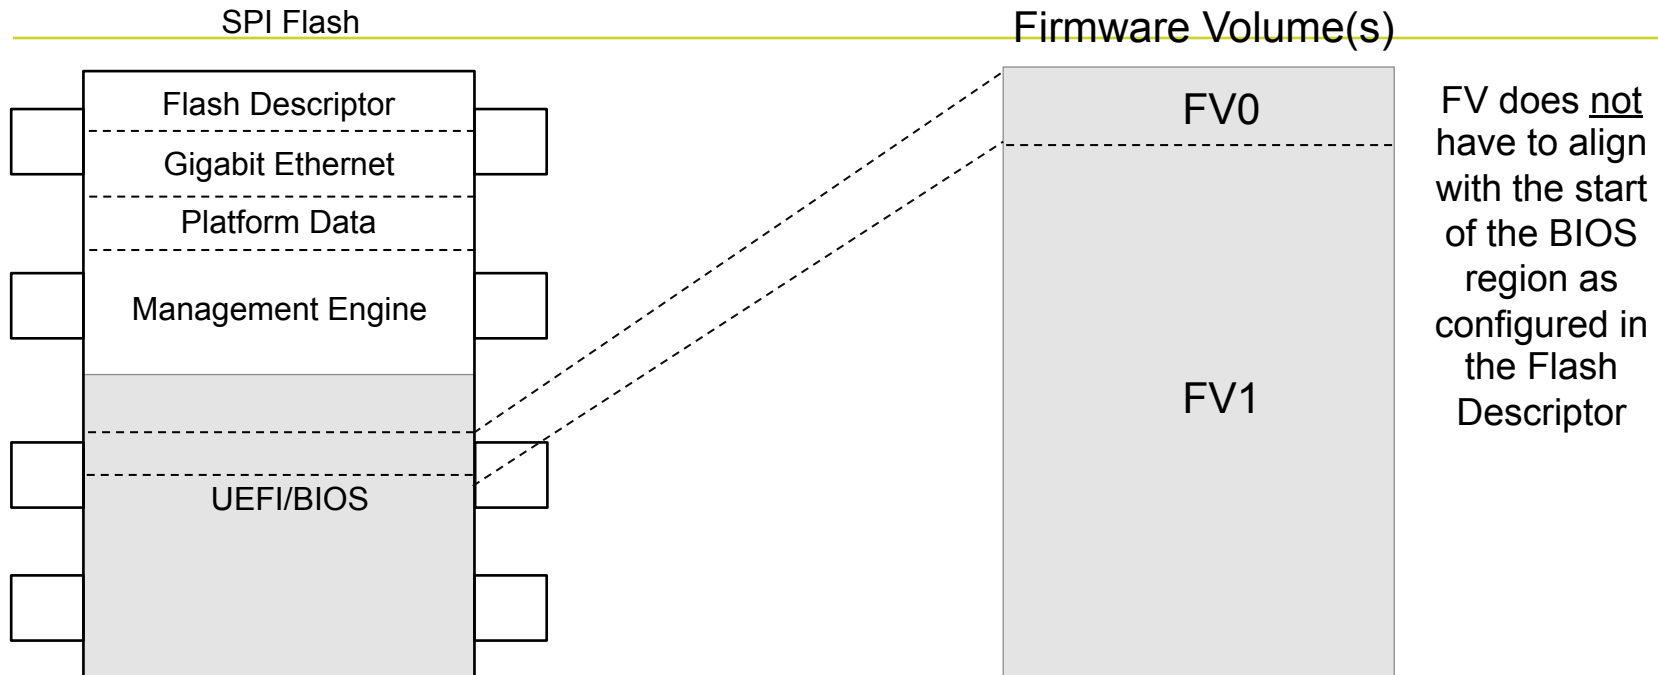 SPI Flash
Firmware Volume(s)
Flash Descriptor
Gigabit Ethernet
Platform Data
Management Engine
UEFI/BIOS
FV0
FV1
FV does not
have to align
with the start
of the BIOS
region as
configured in
the Flash
Descriptor